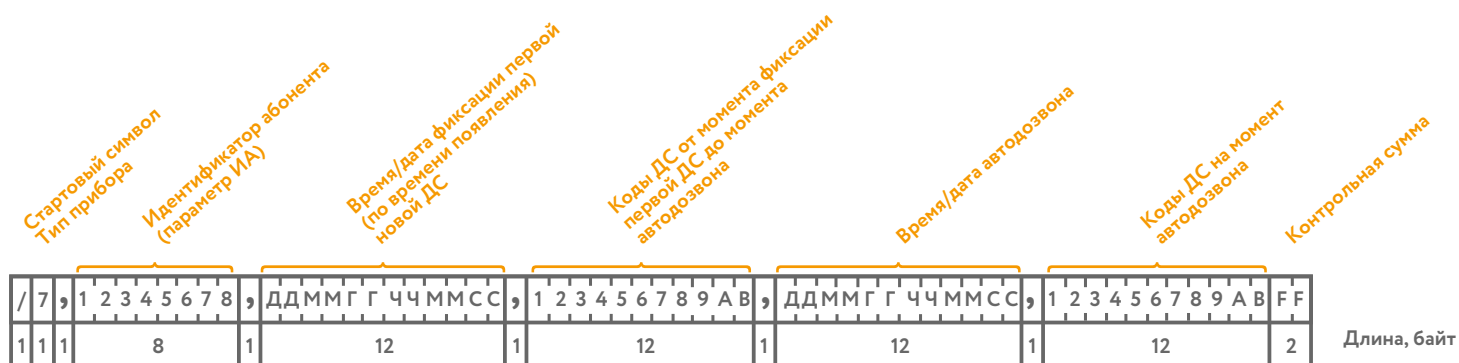 Стартовый символ
Тип прибора
Идентификатор абонента
(параметр ИА)
Время/дата фиксации первой
(по времени появления)
новой ДС
Коды ДС от момента фиксации
первой ДС до момента
автодозвона
Время/дата автодозвона
Коды ДС на момент
автодозвона
Контрольная сумма
/ 7 , 1 2 3 4 5 6 7 8 , ДДММГГ ЧЧММСС , 1 2 3 4 5 6 7 8 9 А В , ДДММГГ ЧЧММСС , 1 2 3 4 5 6 7 8 9 А В F F
1 1 1 8 1 12 1 12 1 12 1 12 2 Длина, байт